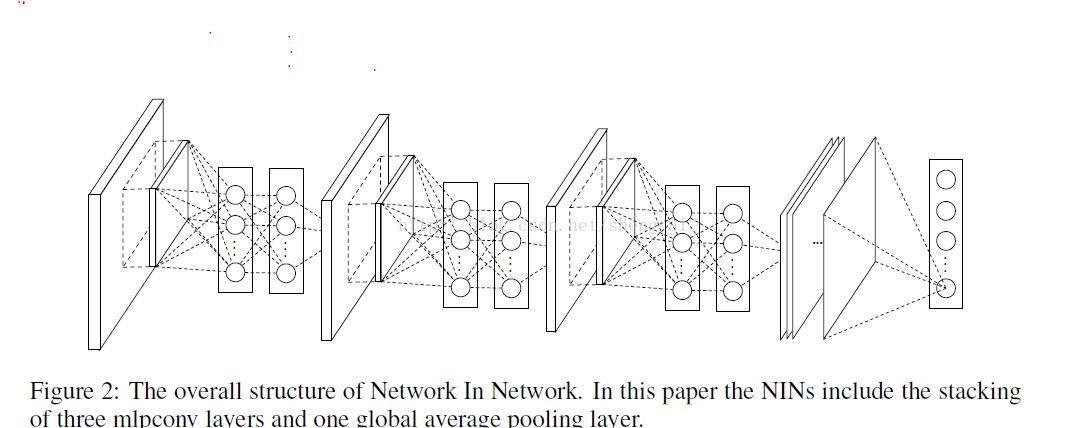 Figure 2: The overall structure of Network In Network. In this paper the NINs include the stacking
of three mlpconv layers and one global average pooling layer.